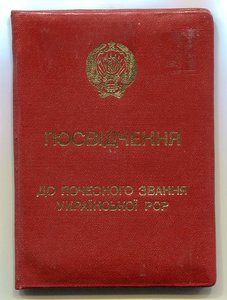 ПОСВІДЧЕННЯ
ДО ПОЧЕСНОГО ЗВАННЯ
УКРАЇНСЬКОЇ РСР